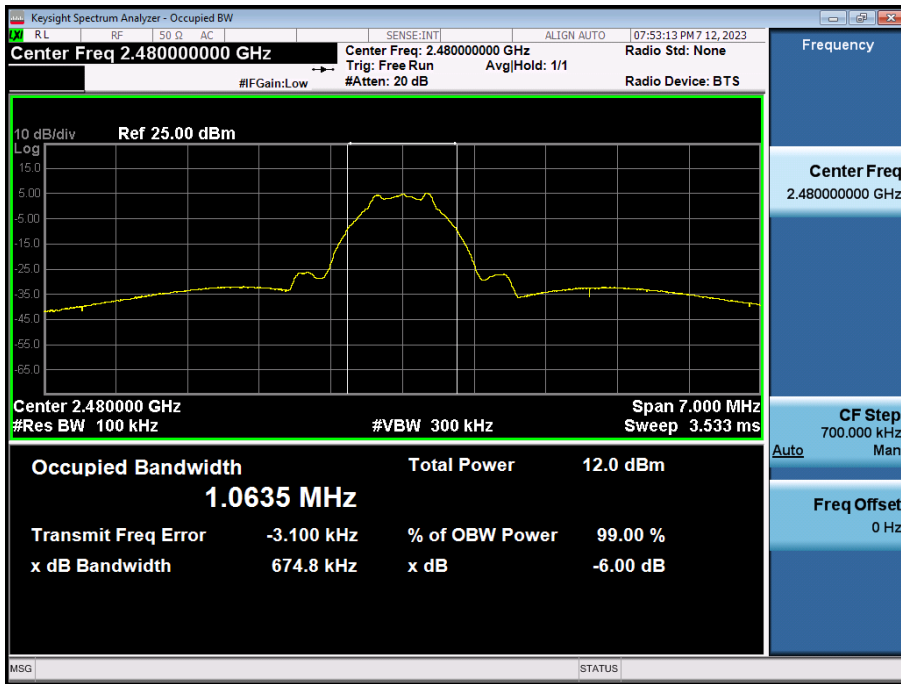 Keysight Spectrum Analyzer - Occupied BW
LXI RL RF 50 Ω AC SENSE:INT ALIGN AUTO 07:53:13 PM 7 12, 2023
Center Freq 2.480000000 GHz
Center Freq: 2.480000000 GHz
Radio Std: None
Trig: Free Run Avg|Hold: 1/1
#IFGain:Low
#Atten: 20 dB
Radio Device: BTS
10 dB/div Ref 25.00 dBm
Log
15.0
5.00
-5.00
-15.0
-25.0
-35.0
-45.0
-55.0
-65.0
Center 2.480000 GHz Span 7.000 MHz
#Res BW 100 kHz #VBW 300 kHz Sweep 3.533 ms
Occupied Bandwidth Total Power 12.0 dBm
1.0635 MHz
Transmit Freq Error -3.100 kHz % of OBW Power 99.00 %
x dB Bandwidth 674.8 kHz x dB -6.00 dB
MSG STATUS
Frequency
Center Freq
2.480000000 GHz
CF Step
700.000 kHz
Auto Man
Freq Offset
0 Hz